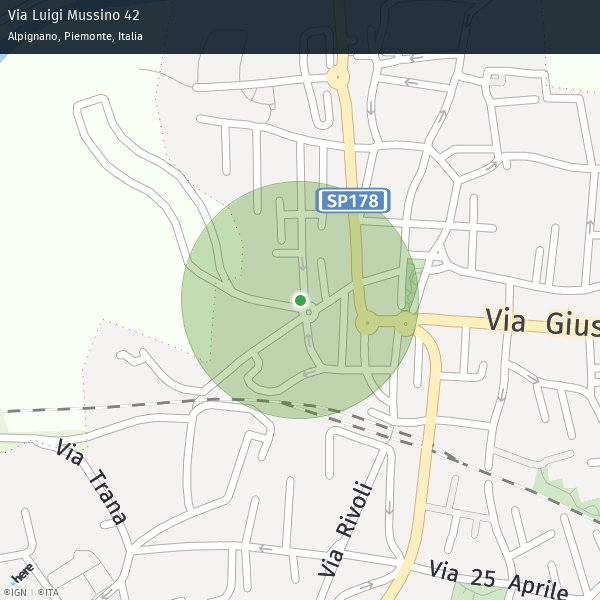 Via Luigi Mussino 42
Alpignano, Piemonte, Italia
SP178
Via Gius
Via Trana
Via Rivoli
Via 25 Aprile
here
©IGN | ©ITA